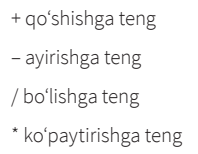 + qo‘shishga teng
– ayirishga teng
/ bo‘lishga teng
* ko‘paytirishga teng